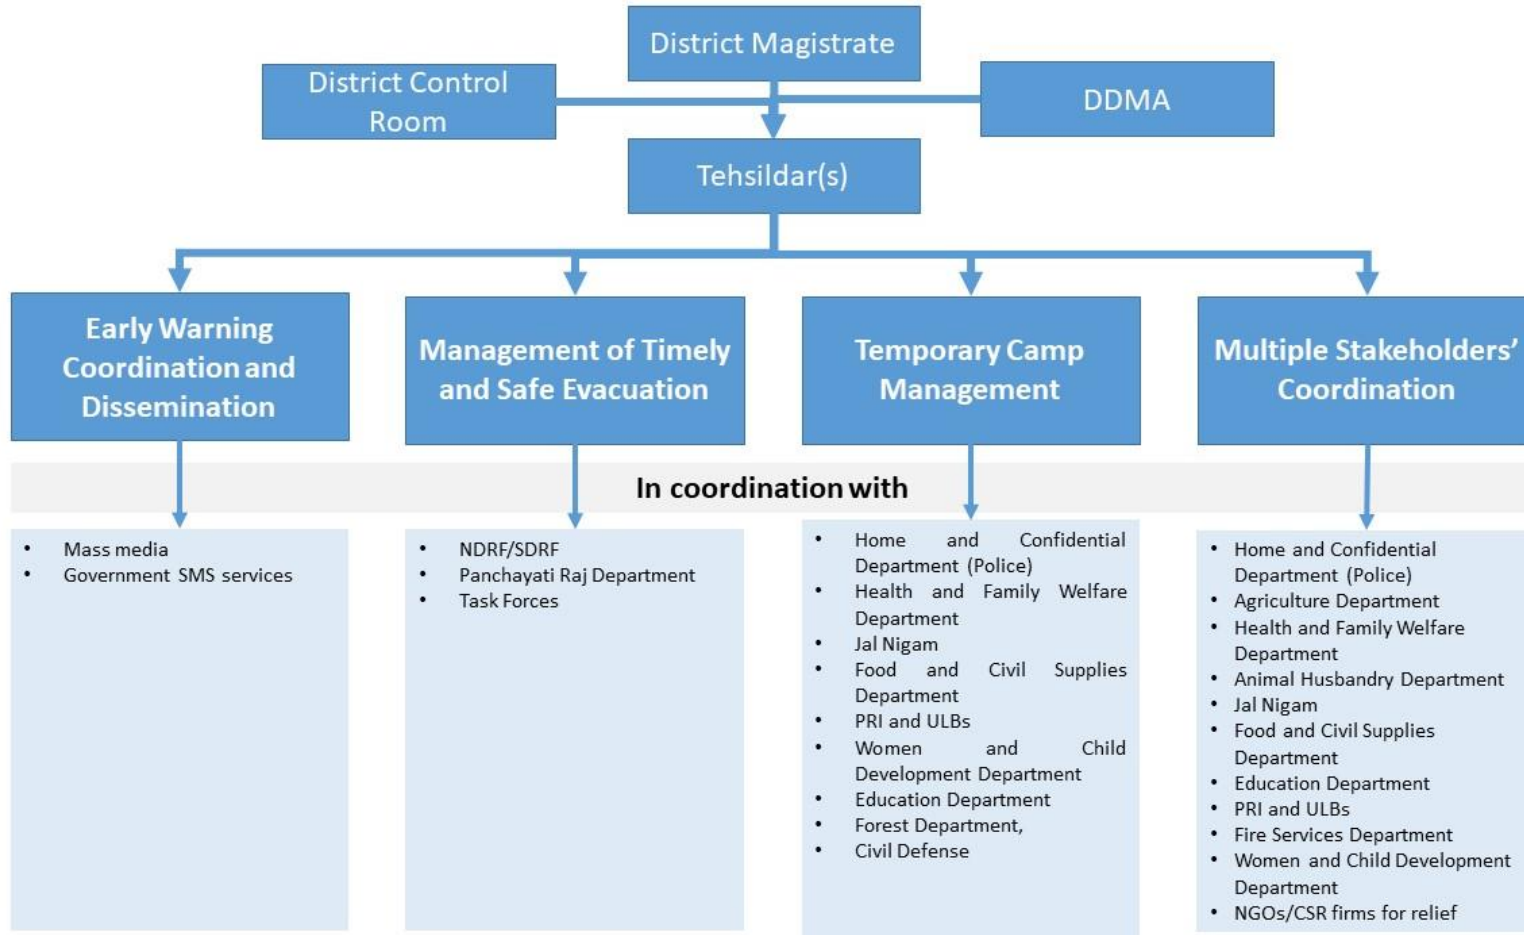 District Magistrate
District Control
Room
DDMA
Tehsildar(s)
Early Warning
Coordination and
Dissemination
Management of Timely
and Safe Evacuation
Temporary Camp
Management
Multiple Stakeholders’
Coordination
In coordination with
• Mass media
• Government SMS services
• NDRF/SDRF
• Panchayati Raj Department
• Task Forces
• Home and Confidential
Department (Police)
• Health and Family Welfare
Department
• Jal Nigam
• Food and Civil Supplies
Department
• PRI and ULBs
• Women and Child
Development Department
• Education Department
• Forest Department,
• Civil Defense
• Home and Confidential
Department (Police)
• Agriculture Department
• Health and Family Welfare
Department
• Animal Husbandry Department
• Jal Nigam
• Food and Civil Supplies
Department
• Education Department
• PRI and ULBs
• Fire Services Department
• Women and Child Development
Department
• NGOs/CSR firms for relief